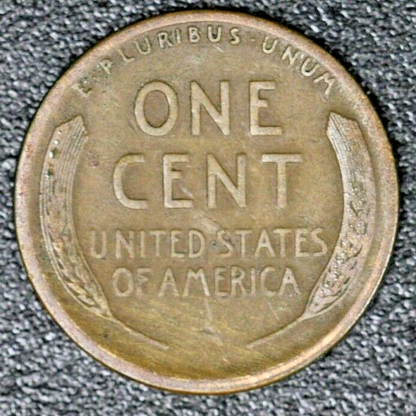 E·PLURIBUS·UNUM
ONE
CENT
UNITED STATES
OF AMERICA